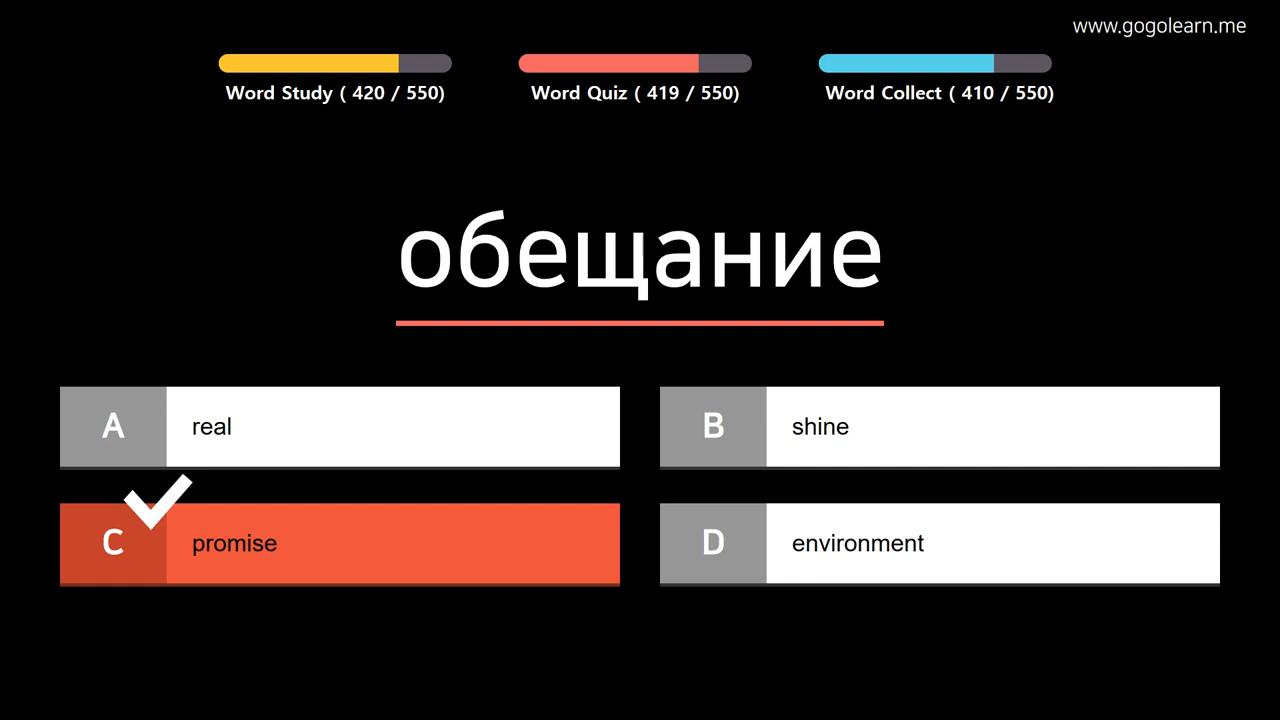 www.gogolearn.me
Word Study ( 420 / 550)
Word Quiz ( 419 / 550)
Word Collect ( 410 / 550)
обещание
A real
B shine
C promise
D environment